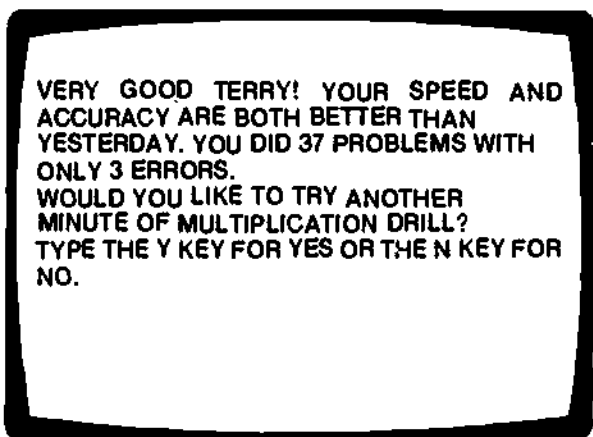 VERY GOOD TERRY! YOUR SPEED AND
ACCURACY ARE BOTH BETTER THAN
YESTERDAY. YOU DID 37 PROBLEMS WITH
ONLY 3 ERRORS.
WOULD YOU LIKE TO TRY ANOTHER
MINUTE OF MULTIPLICATION DRILL?
TYPE THE Y KEY FOR YES OR THE N KEY FOR
NO.